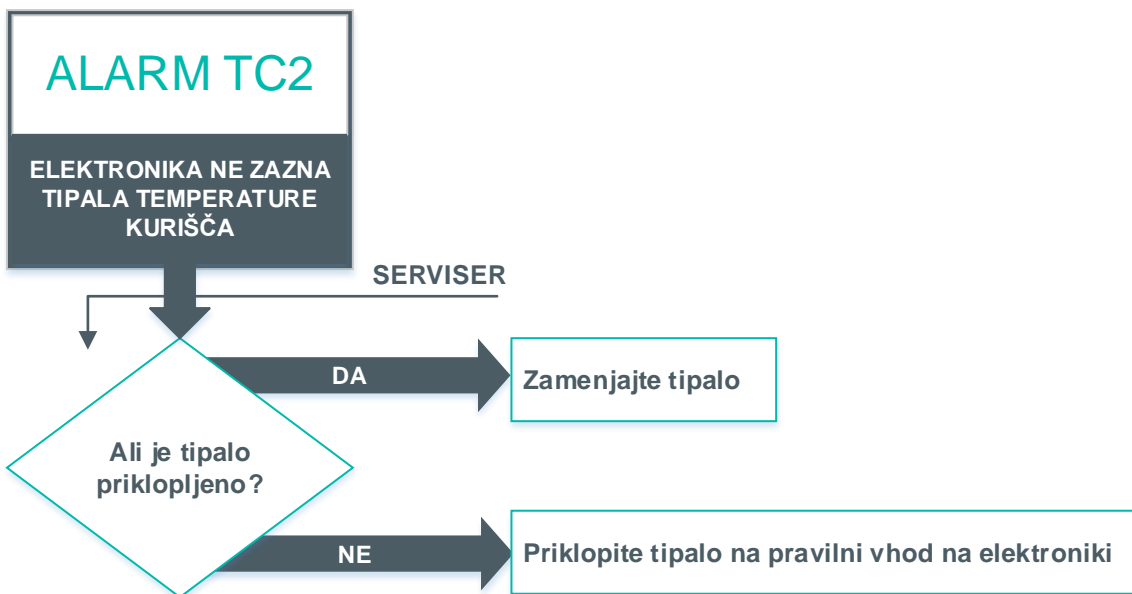 ALARM TC2
ELEKTRONIKA NE ZAZNA
TIPALA TEMPERATURE
KURIŠČA
SERVISER
DA
Zamenjajte tipalo
Ali je tipalo
priklopljeno?
NE
Priklopite tipalo na pravilni vhod na elektroniki